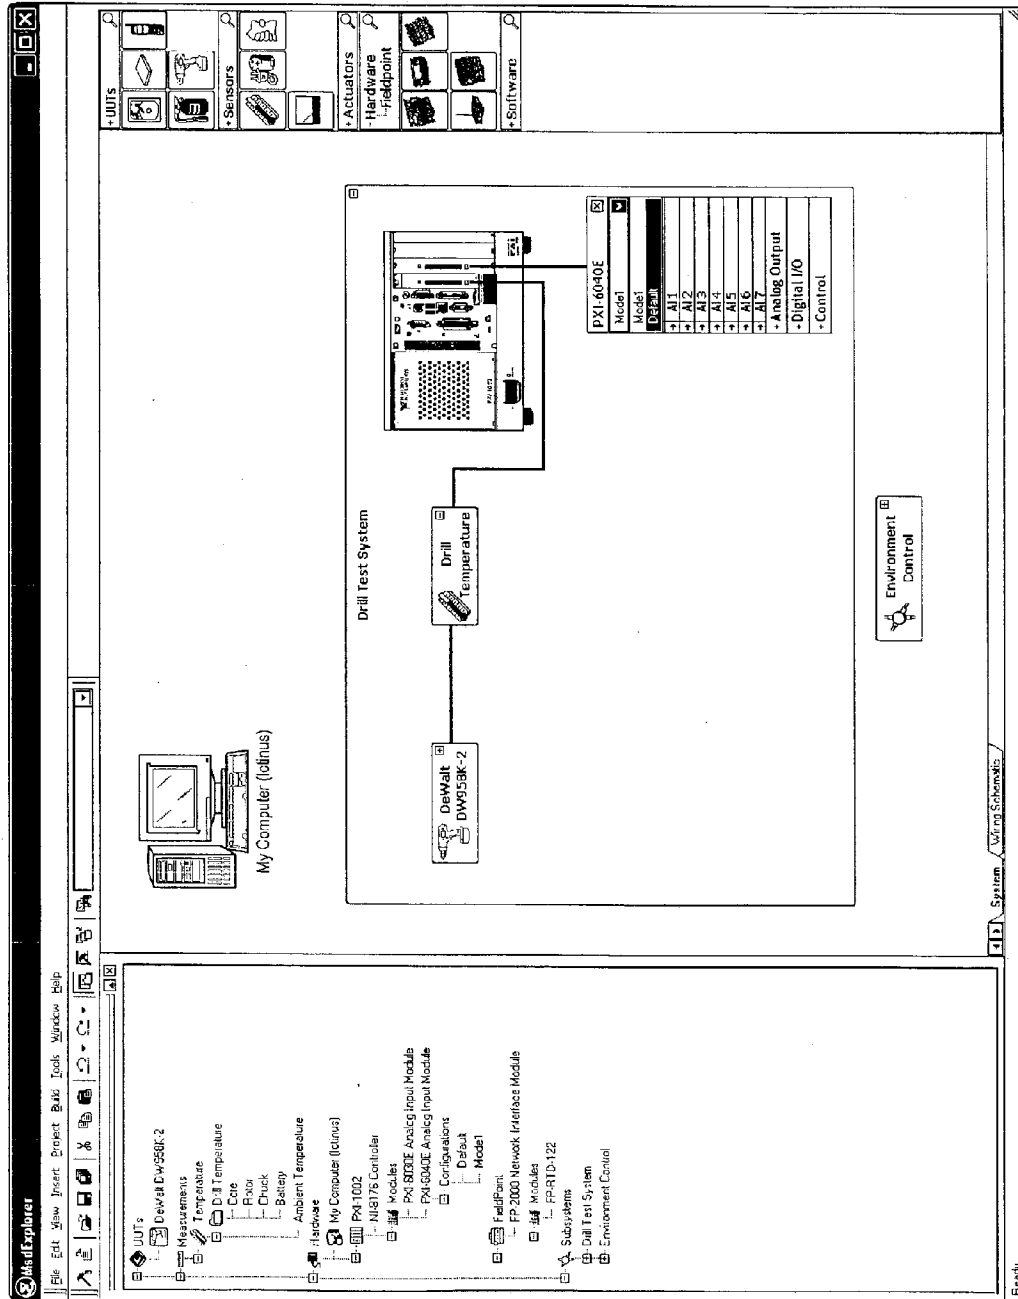 MsdExplorer
File Edit View Insert Project Build Tools Window Help
UUTs
DeWalt DW958K-2
Measurements
Temperature
Drill Temperature
Core
Rotor
Chuck
Battery
Ambient Temperature
Hardware
My Computer (Ictinus)
PXI-1002
NI-8176 Controller
Modules
PXI-6030E Analog Input Module
PXI-6040E Analog Input Module
Configurations
Default
Model
FieldPoint
FP-2000 Network Interface Module
Modules
FP-RTD-122
Subsystems
Drill Test System
Environment Control
My Computer (Ictinus)
Drill Test System
DeWalt
DW958K-2
Drill
Temperature
PXI-6040E
Model
Model
Default
AI1
AI2
AI3
AI4
AI5
AI6
AI7
+Analog Output
+Digital I/O
+Control
Environment
Control
System
Wiring Schematic
+UUTs
+Sensors
+Actuators
-Hardware
Fieldpoint
+Software
Ready